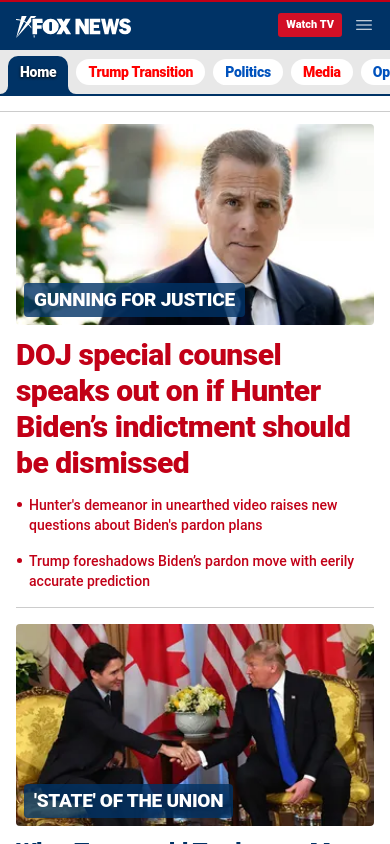 FOX NEWS
Watch TV
Home
Trump Transition
Politics
Media
Op
GUNNING FOR JUSTICE
DOJ special counsel
speaks out on if Hunter
Biden’s indictment should
be dismissed
• Hunter's demeanor in unearthed video raises new
questions about Biden's pardon plans
• Trump foreshadows Biden’s pardon move with eerily
accurate prediction
'STATE' OF THE UNION